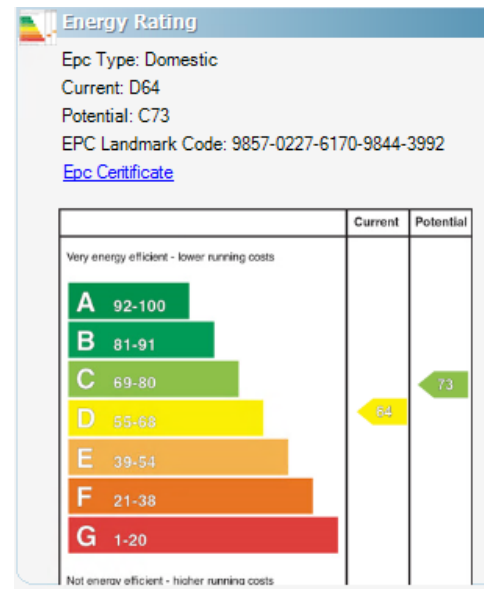 Energy Rating
Epc Type: Domestic
Current: D64
Potential: C73
EPC Landmark Code: 9857-0227-6170-9844-3992
Epc Ceritificate
Current Potential
Very energy efficient - lower running costs
A 92-100
B 81-91
C 69-80
73
D 55-68
64
E 39-54
F 21-38
G 1-20
Not energy efficient - higher running costs